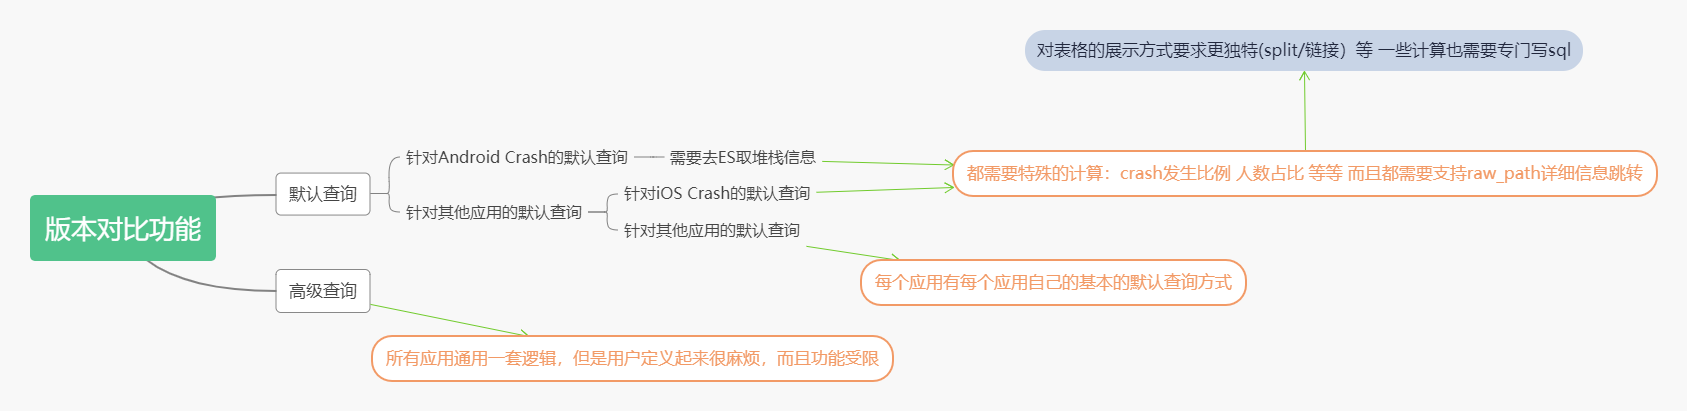 对表格的展示方式要求更独特(split/链接）等 一些计算也需要专门写sql
针对Android Crash的默认查询
需要去ES取堆栈信息
都需要特殊的计算：crash发生比例 人数占比 等等 而且都需要支持raw_path详细信息跳转
默认查询
针对iOS Crash的默认查询
针对其他应用的默认查询
版本对比功能
针对其他应用的默认查询
每个应用有每个应用自己的基本的默认查询方式
高级查询
所有应用通用一套逻辑，但是用户定义起来很麻烦，而且功能受限